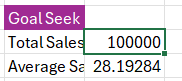 Goal Seek
Total Sales 100000
Average Sa 28.19284